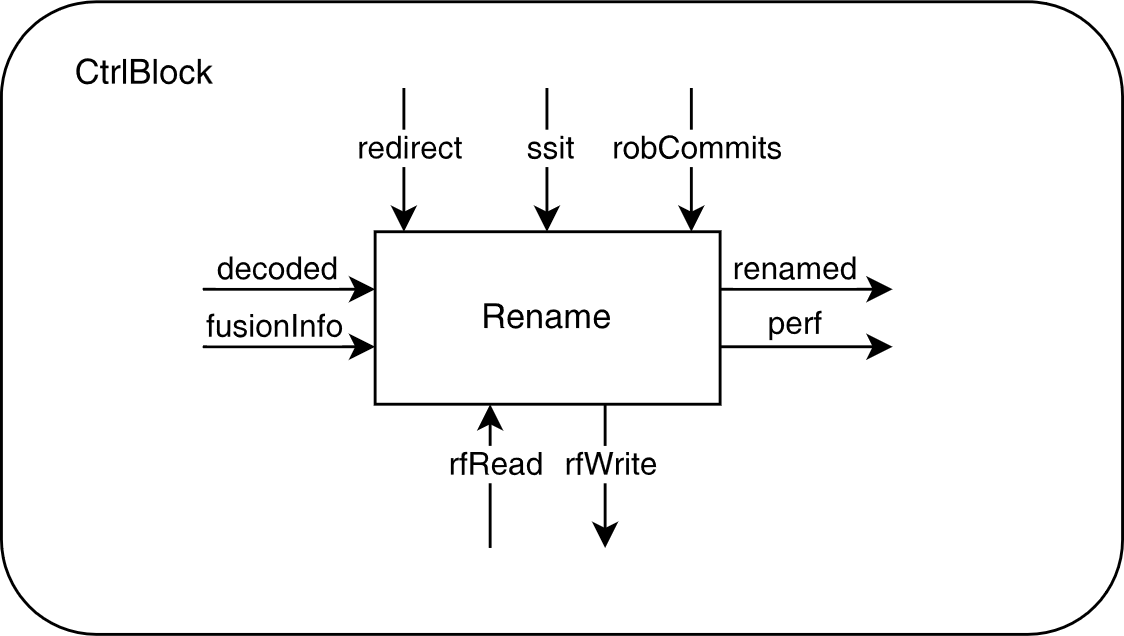 CtrlBlock
redirect
ssit
robCommits
decoded
renamed
fusionInfo
Rename
perf
rfRead
rfWrite